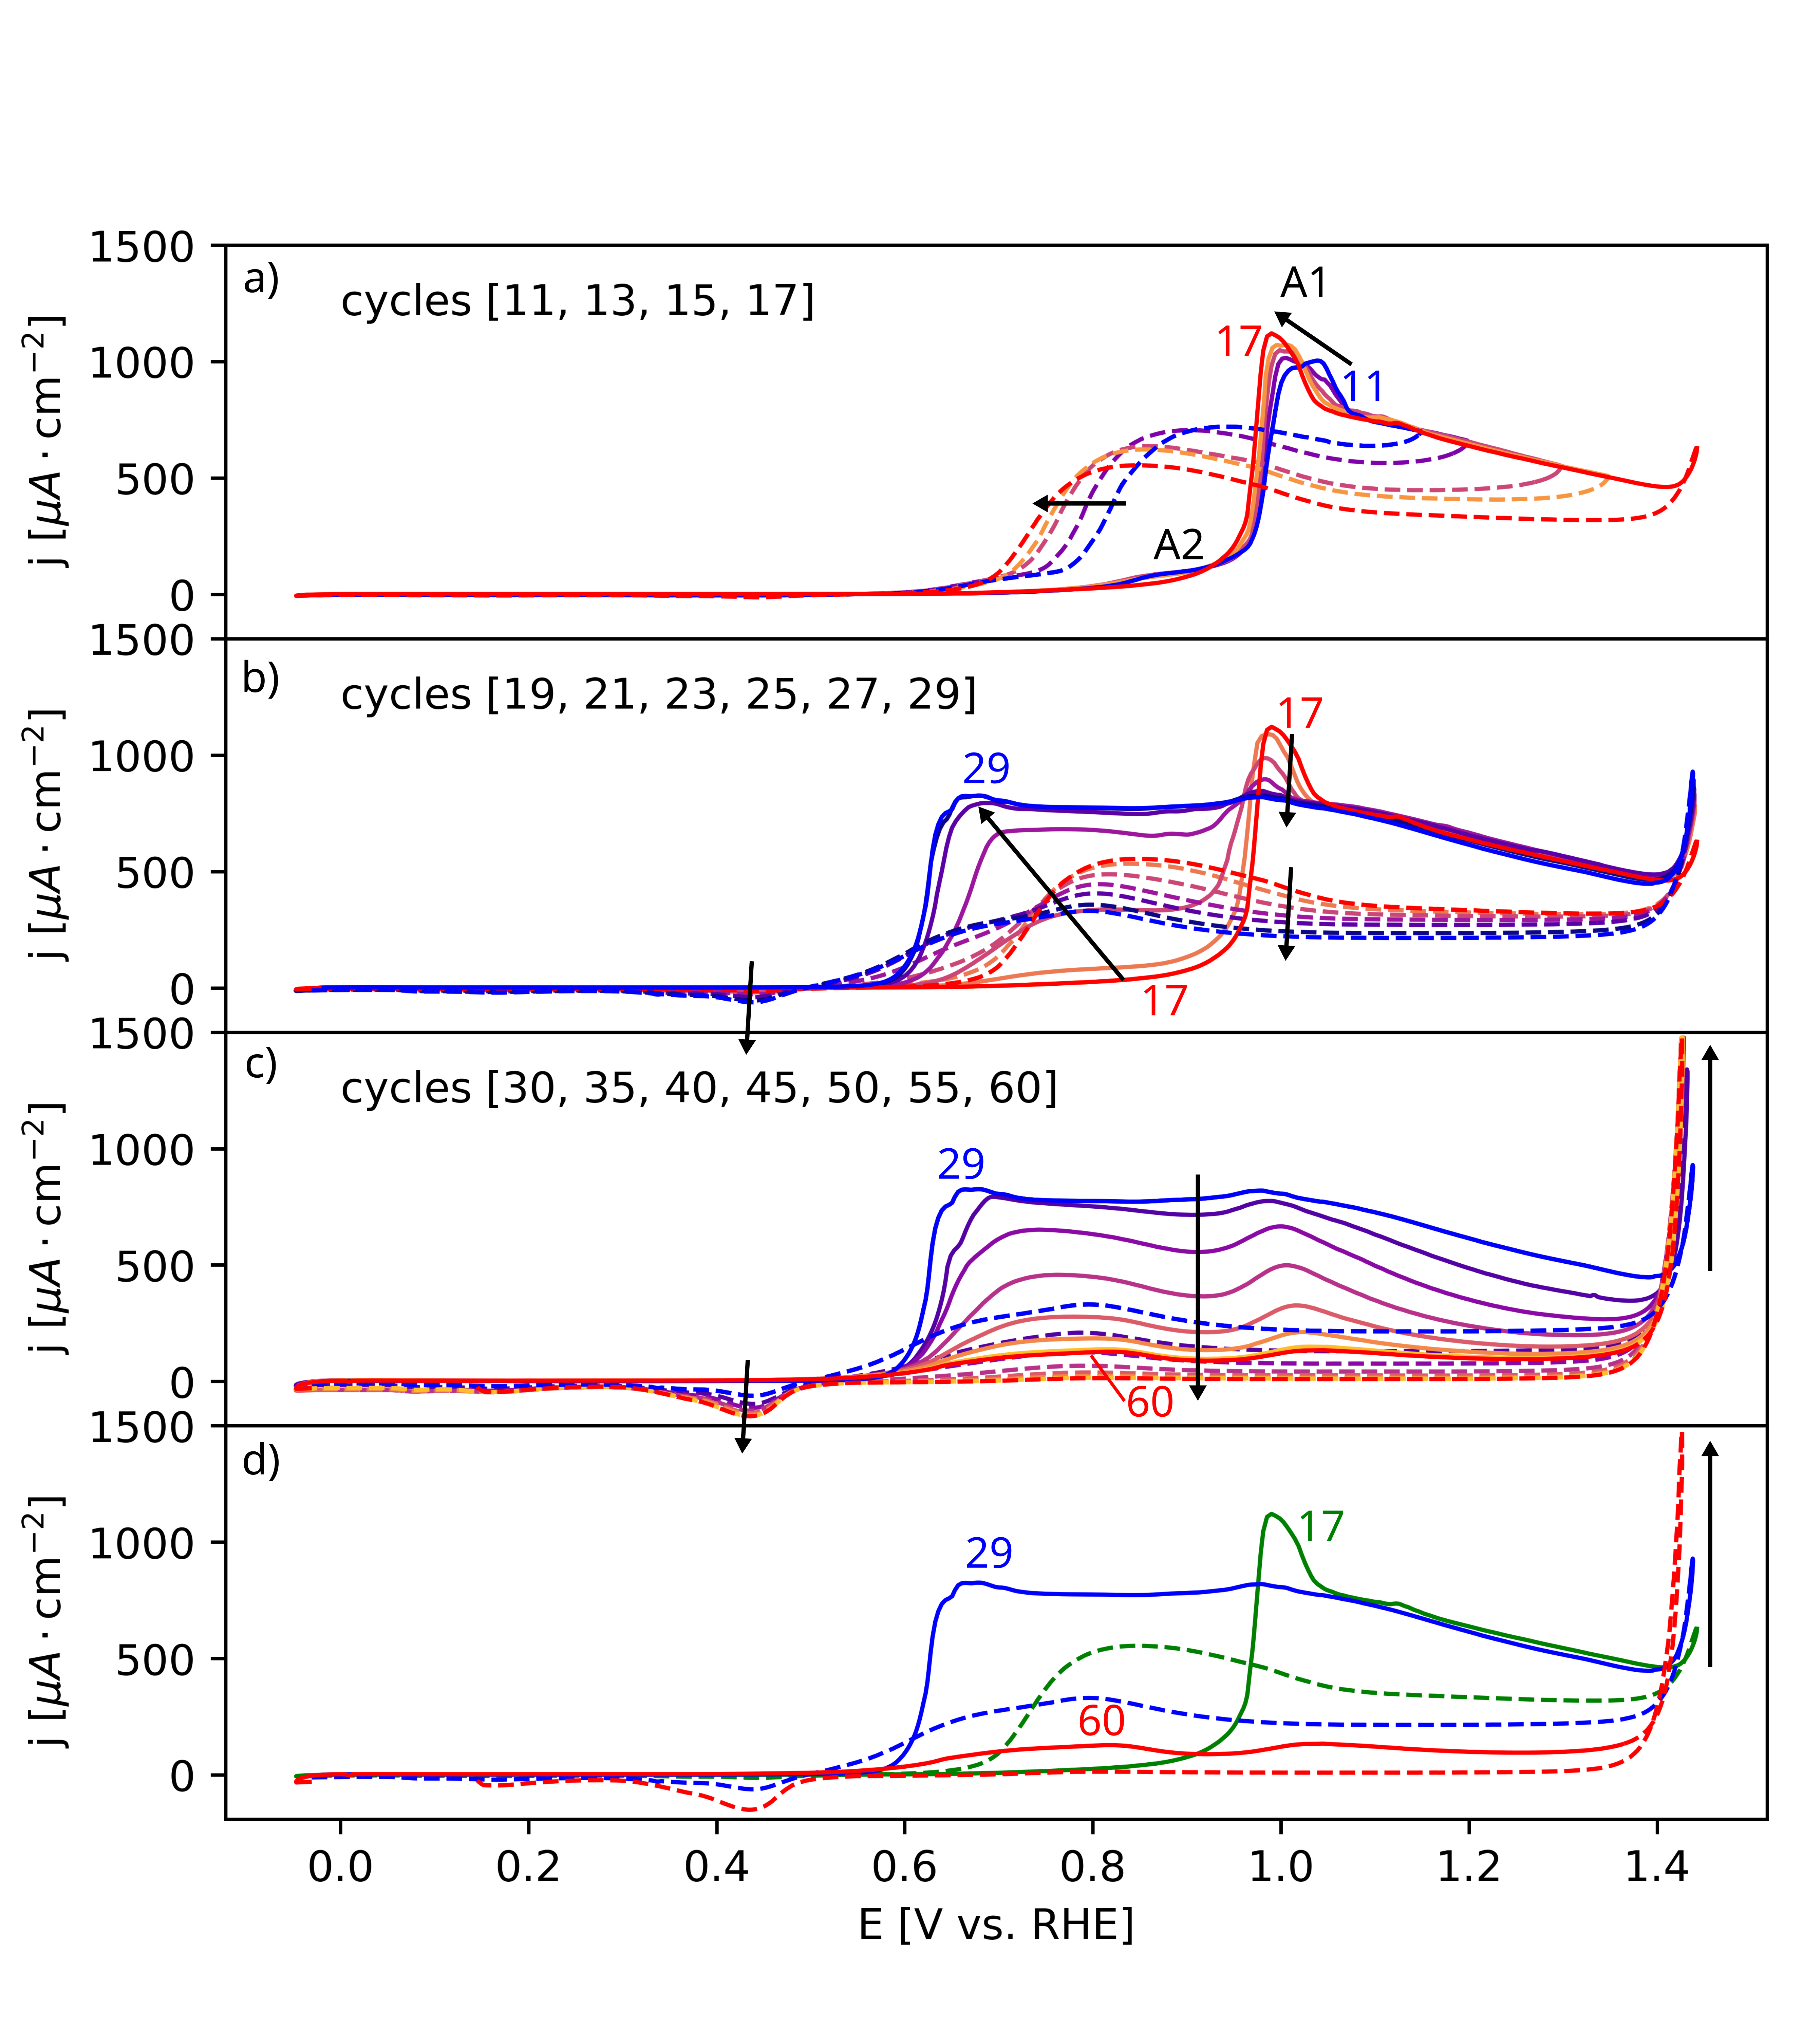 a)
cycles [11, 13, 15, 17]
A1
17
11
A2
1500
1000
500
0
j [μA · cm⁻²]
b)
cycles [19, 21, 23, 25, 27, 29]
17
29
17
1500
1000
500
0
j [μA · cm⁻²]
c)
cycles [30, 35, 40, 45, 50, 55, 60]
29
60
1500
1000
500
0
j [μA · cm⁻²]
d)
17
29
60
1500
1000
500
0
j [μA · cm⁻²]
0.0 0.2 0.4 0.6 0.8 1.0 1.2 1.4
E [V vs. RHE]